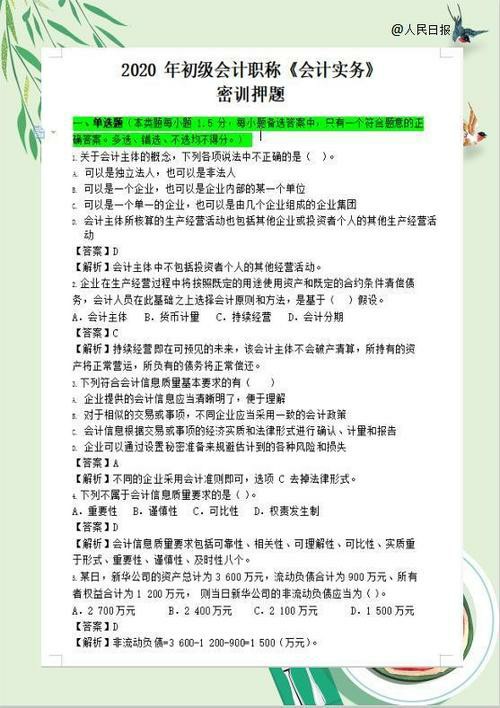 @人民日报
2020 年初级会计职称《会计实务》
密训押题
一、单选题（本类题每小题 1.5 分，每小题备选答案中，只有一个符合题意的正
确答案。多选、错选、不选均不得分。）
1.关于会计主体的概念，下列各项说法中不正确的是（ ）。
A. 可以是独立法人，也可以是非法人
B. 可以是一个企业，也可以是企业内部的某一个单位
C. 可以是一个单一的企业，也可以是由几个企业组成的企业集团
D. 会计主体所核算的生产经营活动也包括其他企业或投资者个人的其他生产经营活
动
【答案】D
【解析】会计主体中不包括投资者个人的其他经营活动。
2.企业在生产经营过程中将按照既定的用途使用资产和既定的合约条件清偿债
务，会计人员在此基础之上选择会计原则和方法，是基于（ ）假设。
A. 会计主体 B. 货币计量 C. 持续经营 D. 会计分期
【答案】C
【解析】持续经营即在可预见的未来，该会计主体不会破产清算，所持有的资
产将正常营运，所负有的债务将正常偿还。
3.下列符合会计信息质量基本要求的有（ ）
A. 企业提供的会计信息应当清晰明了，便于理解
B. 对于相似的交易或事项，不同企业应当采用一致的会计政策
C. 会计信息根据交易或事项的经济实质和法律形式进行确认、计量和报告
D. 企业可以通过设置秘密准备来规避估计到的各种风险和损失
【答案】A
【解析】不同的企业采用会计准则即可，选项 C 去掉法律形式。
4.下列不属于会计信息质量要求的是（ ）。
A. 重要性 B. 谨慎性 C. 可比性 D. 权责发生制
【答案】D
【解析】会计信息质量要求包括可靠性、相关性、可理解性、可比性、实质重
于形式、重要性、谨慎性、及时性八个。
5.某日，新华公司的资产总计为 3 600 万元，流动负债合计为 900 万元、所有
者权益合计为 1 200 万元， 则当日新华公司的非流动负债应当为（ ）。
A. 2 700 万元 B. 2 400 万元 C. 2 100 万元 D. 1 500 万元
【答案】D
【解析】非流动负债=3 600-1 200-900=1 500（万元）。